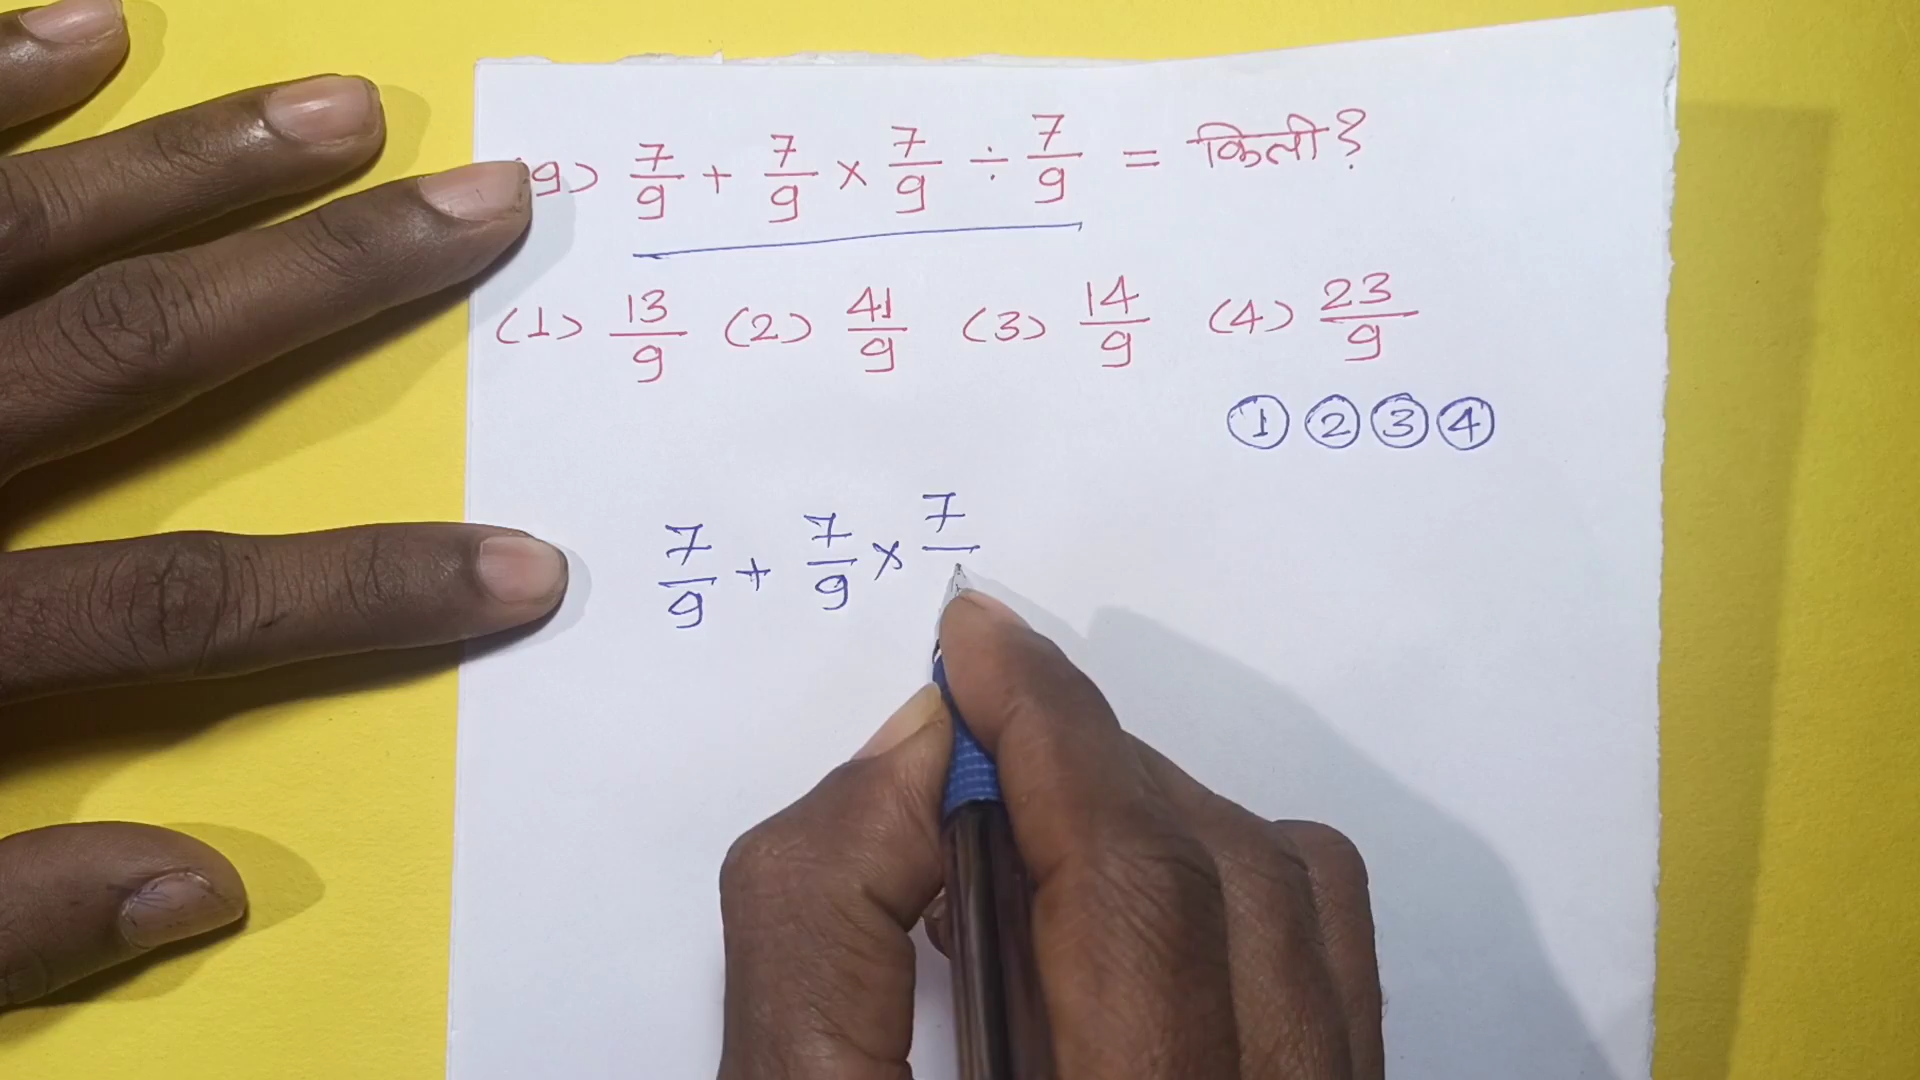 9) 7/9 + 7/9 × 7/9 ÷ 7/9 = किती?
(1) 13/9 (2) 41/9 (3) 14/9 (4) 23/9
① ② ③ ④
7/9 + 7/9 × 7/